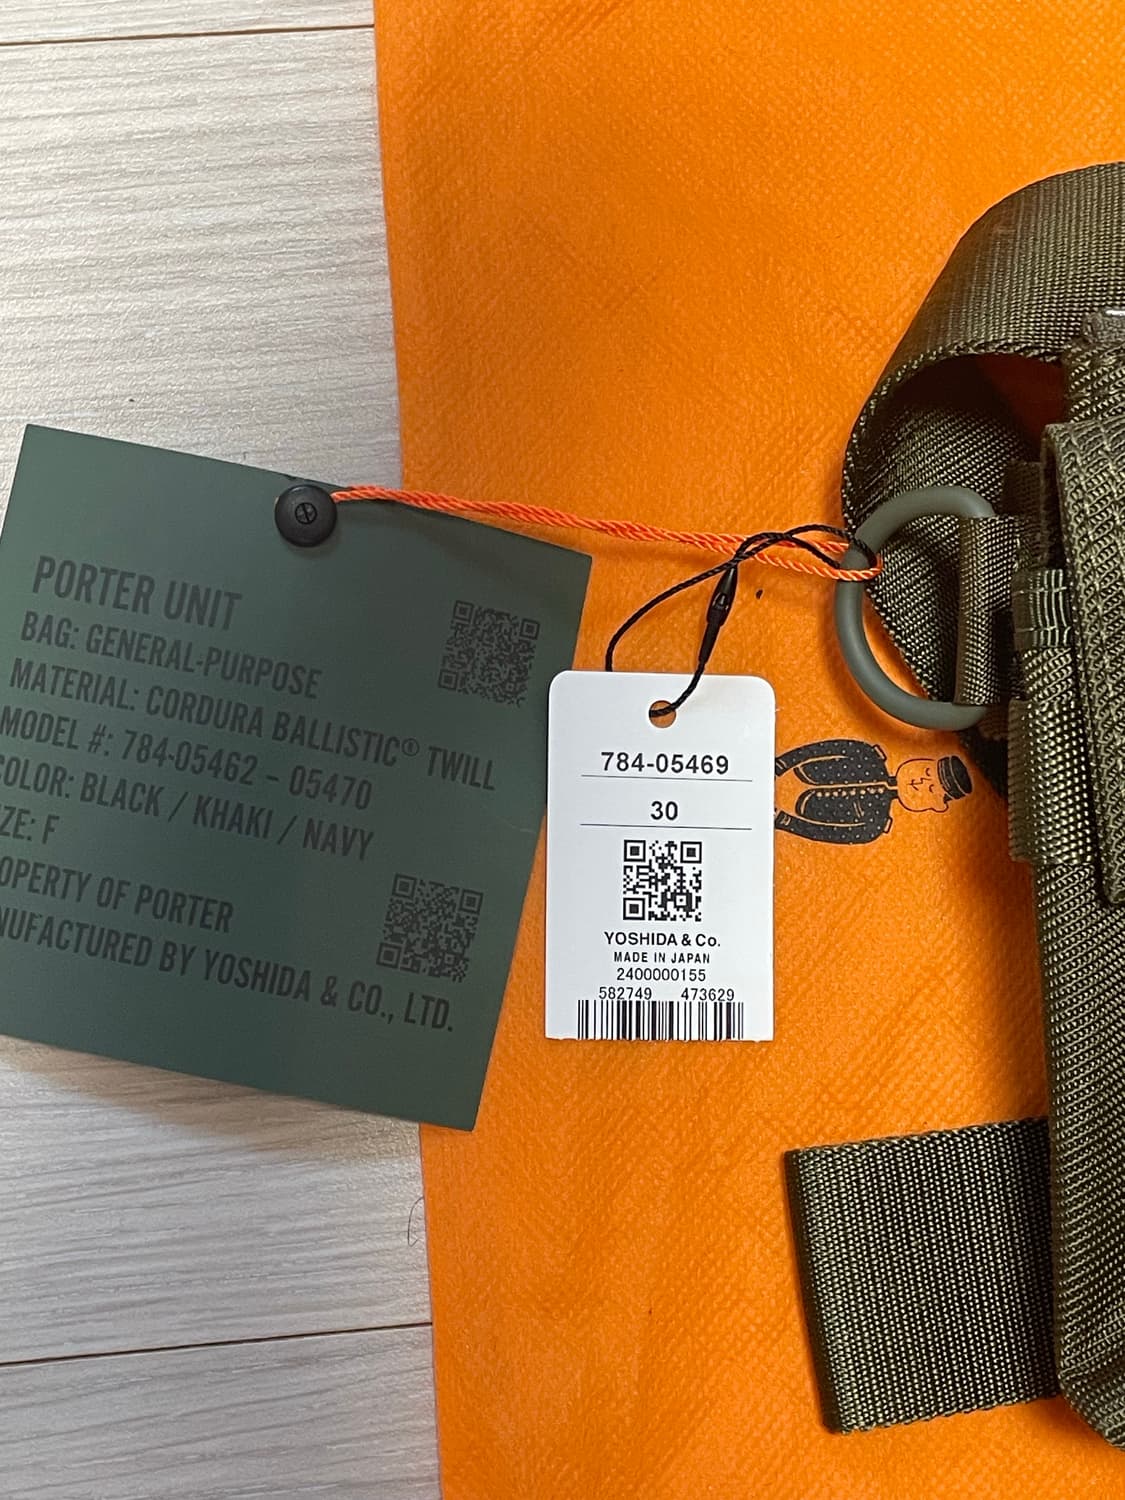 PORTER UNIT
BAG: GENERAL-PURPOSE
MATERIAL: CORDURA BALLISTIC® TWILL
MODEL #: 784-05462 - 05470
COLOR: BLACK / KHAKI / NAVY
ZE: F
OPERTY OF PORTER
NUFACTURED BY YOSHIDA & CO., LTD.
784-05469
30
YOSHIDA & Co.
MADE IN JAPAN
2400000155
582749 473629